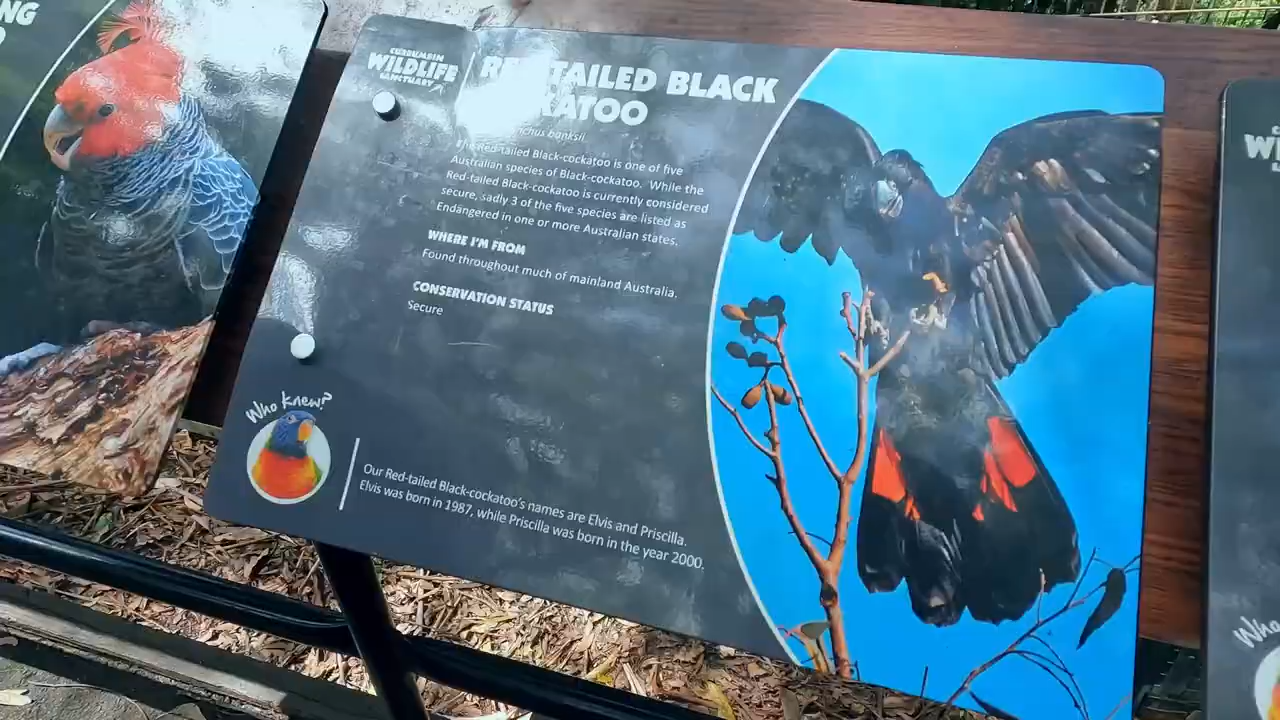 NG
CURRUMBIN
WILDLIFE
SANCTUARY
RED TAILED BLACK
banksii
The Red-tailed Black-cockatoo is one of five
Australian species of Black-cockatoo. While the
Red-tailed Black-cockatoo is currently considered
secure, sadly 3 of the five species are listed as
Endangered in one or more Australian states.
WHERE I'M FROM
Found throughout much of mainland Australia.
CONSERVATION STATUS
Secure
Who knew?
Our Red-tailed Black-cockatoo's names are Elvis and Priscilla.
Elvis was born in 1987, while Priscilla was born in the year 2000.